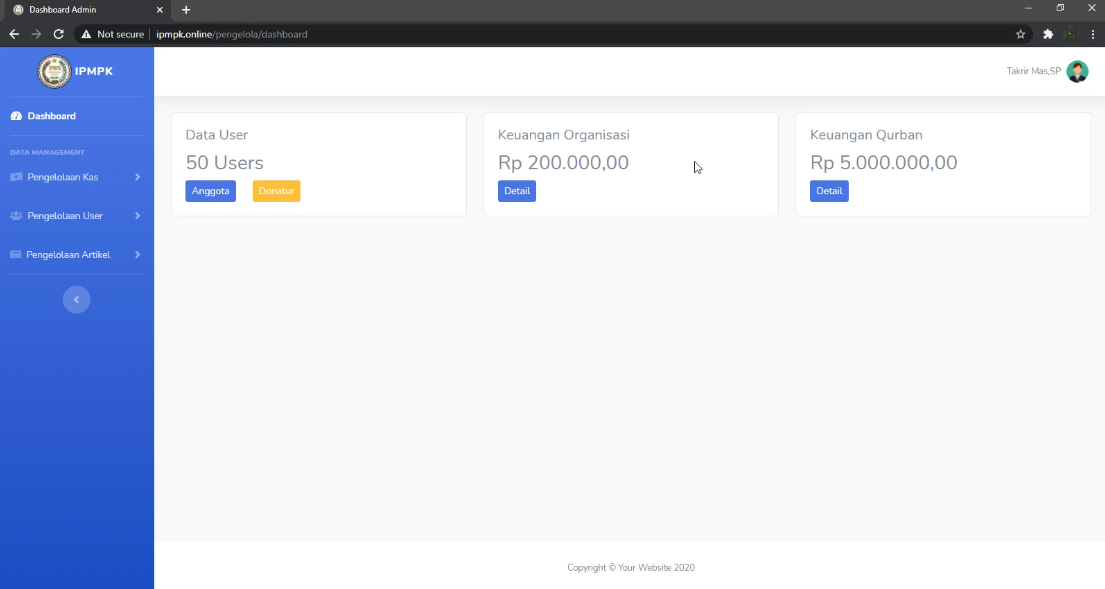 Dashboard Admin
Not secure
ipmpk.online/pengelola/dashboard
IPMPK
Takrir Mas,SP
Dashboard
DATA MANAGEMENT
Pengelolaan Kas
Pengelolaan User
Pengelolaan Artikel
Data User
50 Users
Anggota
Donatur
Keuangan Organisasi
Rp 200.000,00
Detail
Keuangan Qurban
Rp 5.000.000,00
Detail
Copyright © Your Website 2020